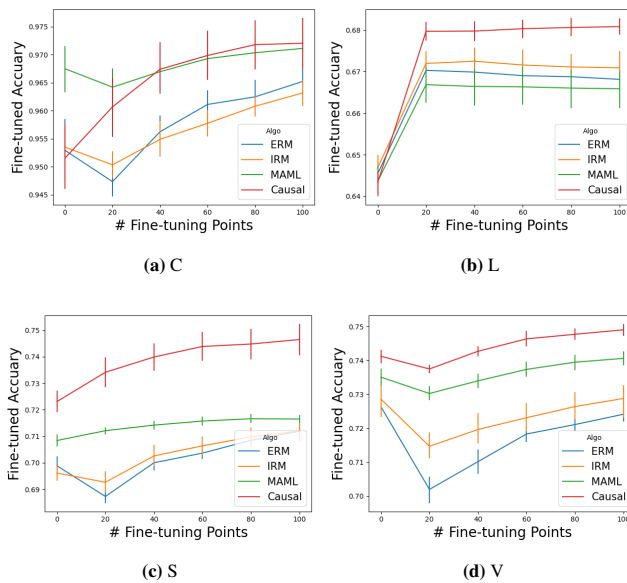 Fine-tuned Accuary
0.975
0.970
0.965
0.960
0.955
0.950
0.945
0
20
40
60
80
100
# Fine-tuning Points
Algo
ERM
IRM
MAML
Causal
(a) C
Fine-tuned Accuary
0.68
0.67
0.66
0.65
0.64
0
20
40
60
80
100
# Fine-tuning Points
Algo
ERM
IRM
MAML
Causal
(b) L
Fine-tuned Accuary
0.75
0.74
0.73
0.72
0.71
0.70
0.69
0
20
40
60
80
100
# Fine-tuning Points
Algo
ERM
IRM
MAML
Causal
(c) S
Fine-tuned Accuary
0.75
0.74
0.73
0.72
0.71
0.70
0
20
40
60
80
100
# Fine-tuning Points
Algo
ERM
IRM
MAML
Causal
(d) V